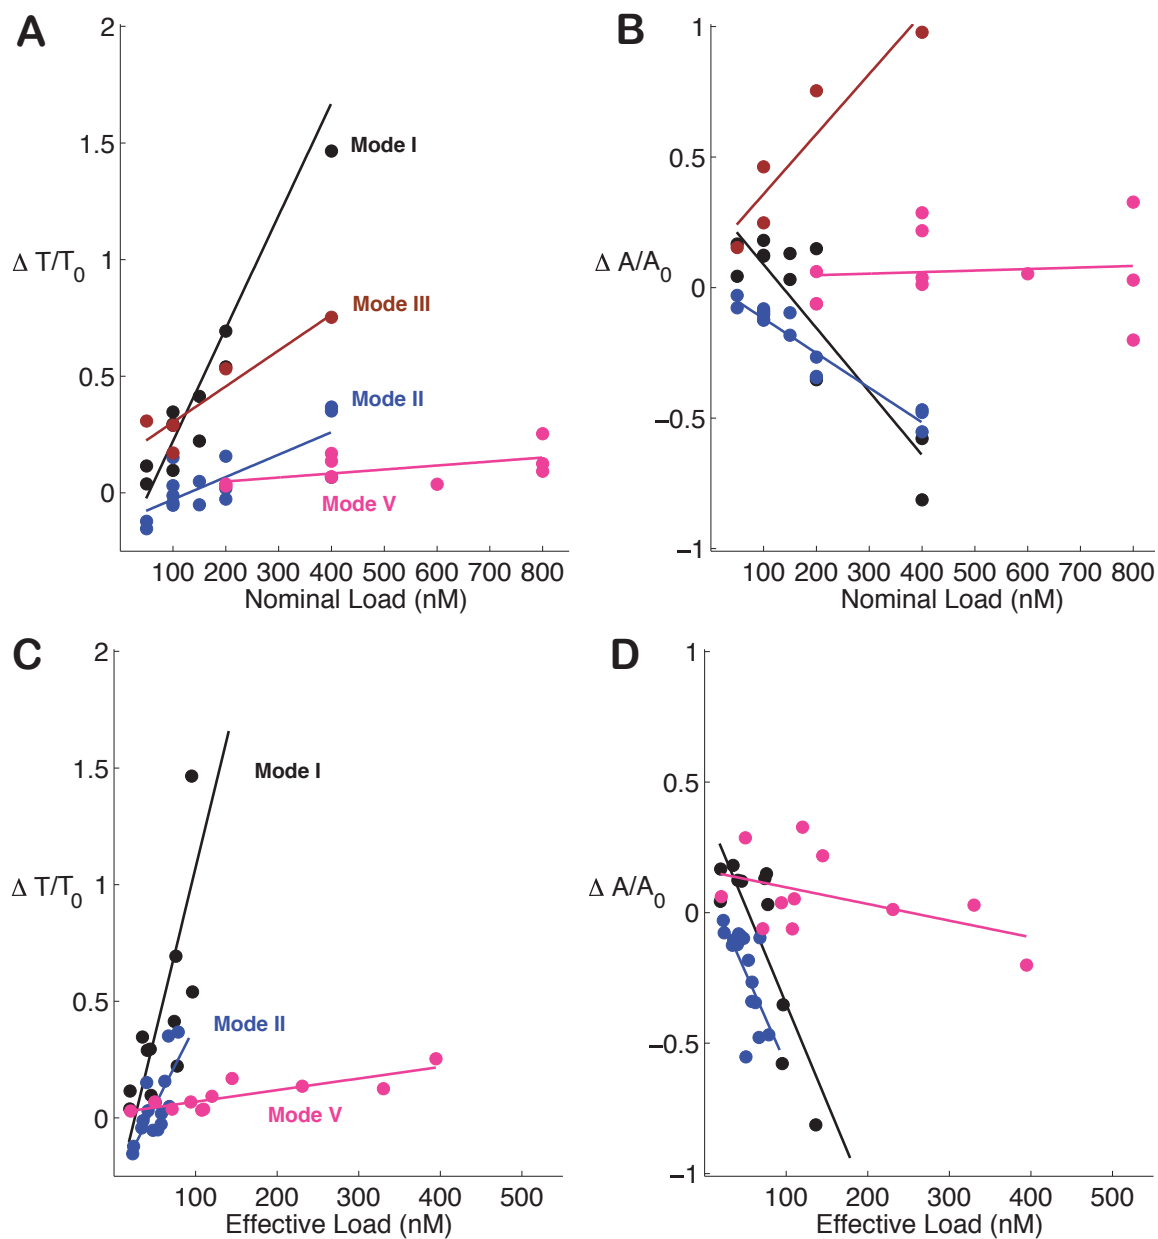 A
2
1.5
1
0.5
0
Δ T/T0
Mode I
Mode III
Mode II
Mode V
100 200 300 400 500 600 700 800
Nominal Load (nM)
B
1
0.5
0
−0.5
−1
Δ A/A0
100 200 300 400 500 600 700 800
Nominal Load (nM)
C
2
1.5
1
0.5
0
Δ T/T0
Mode I
Mode II
Mode V
100 200 300 400 500
Effective Load (nM)
D
1
0.5
0
−0.5
−1
Δ A/A0
100 200 300 400 500
Effective Load (nM)